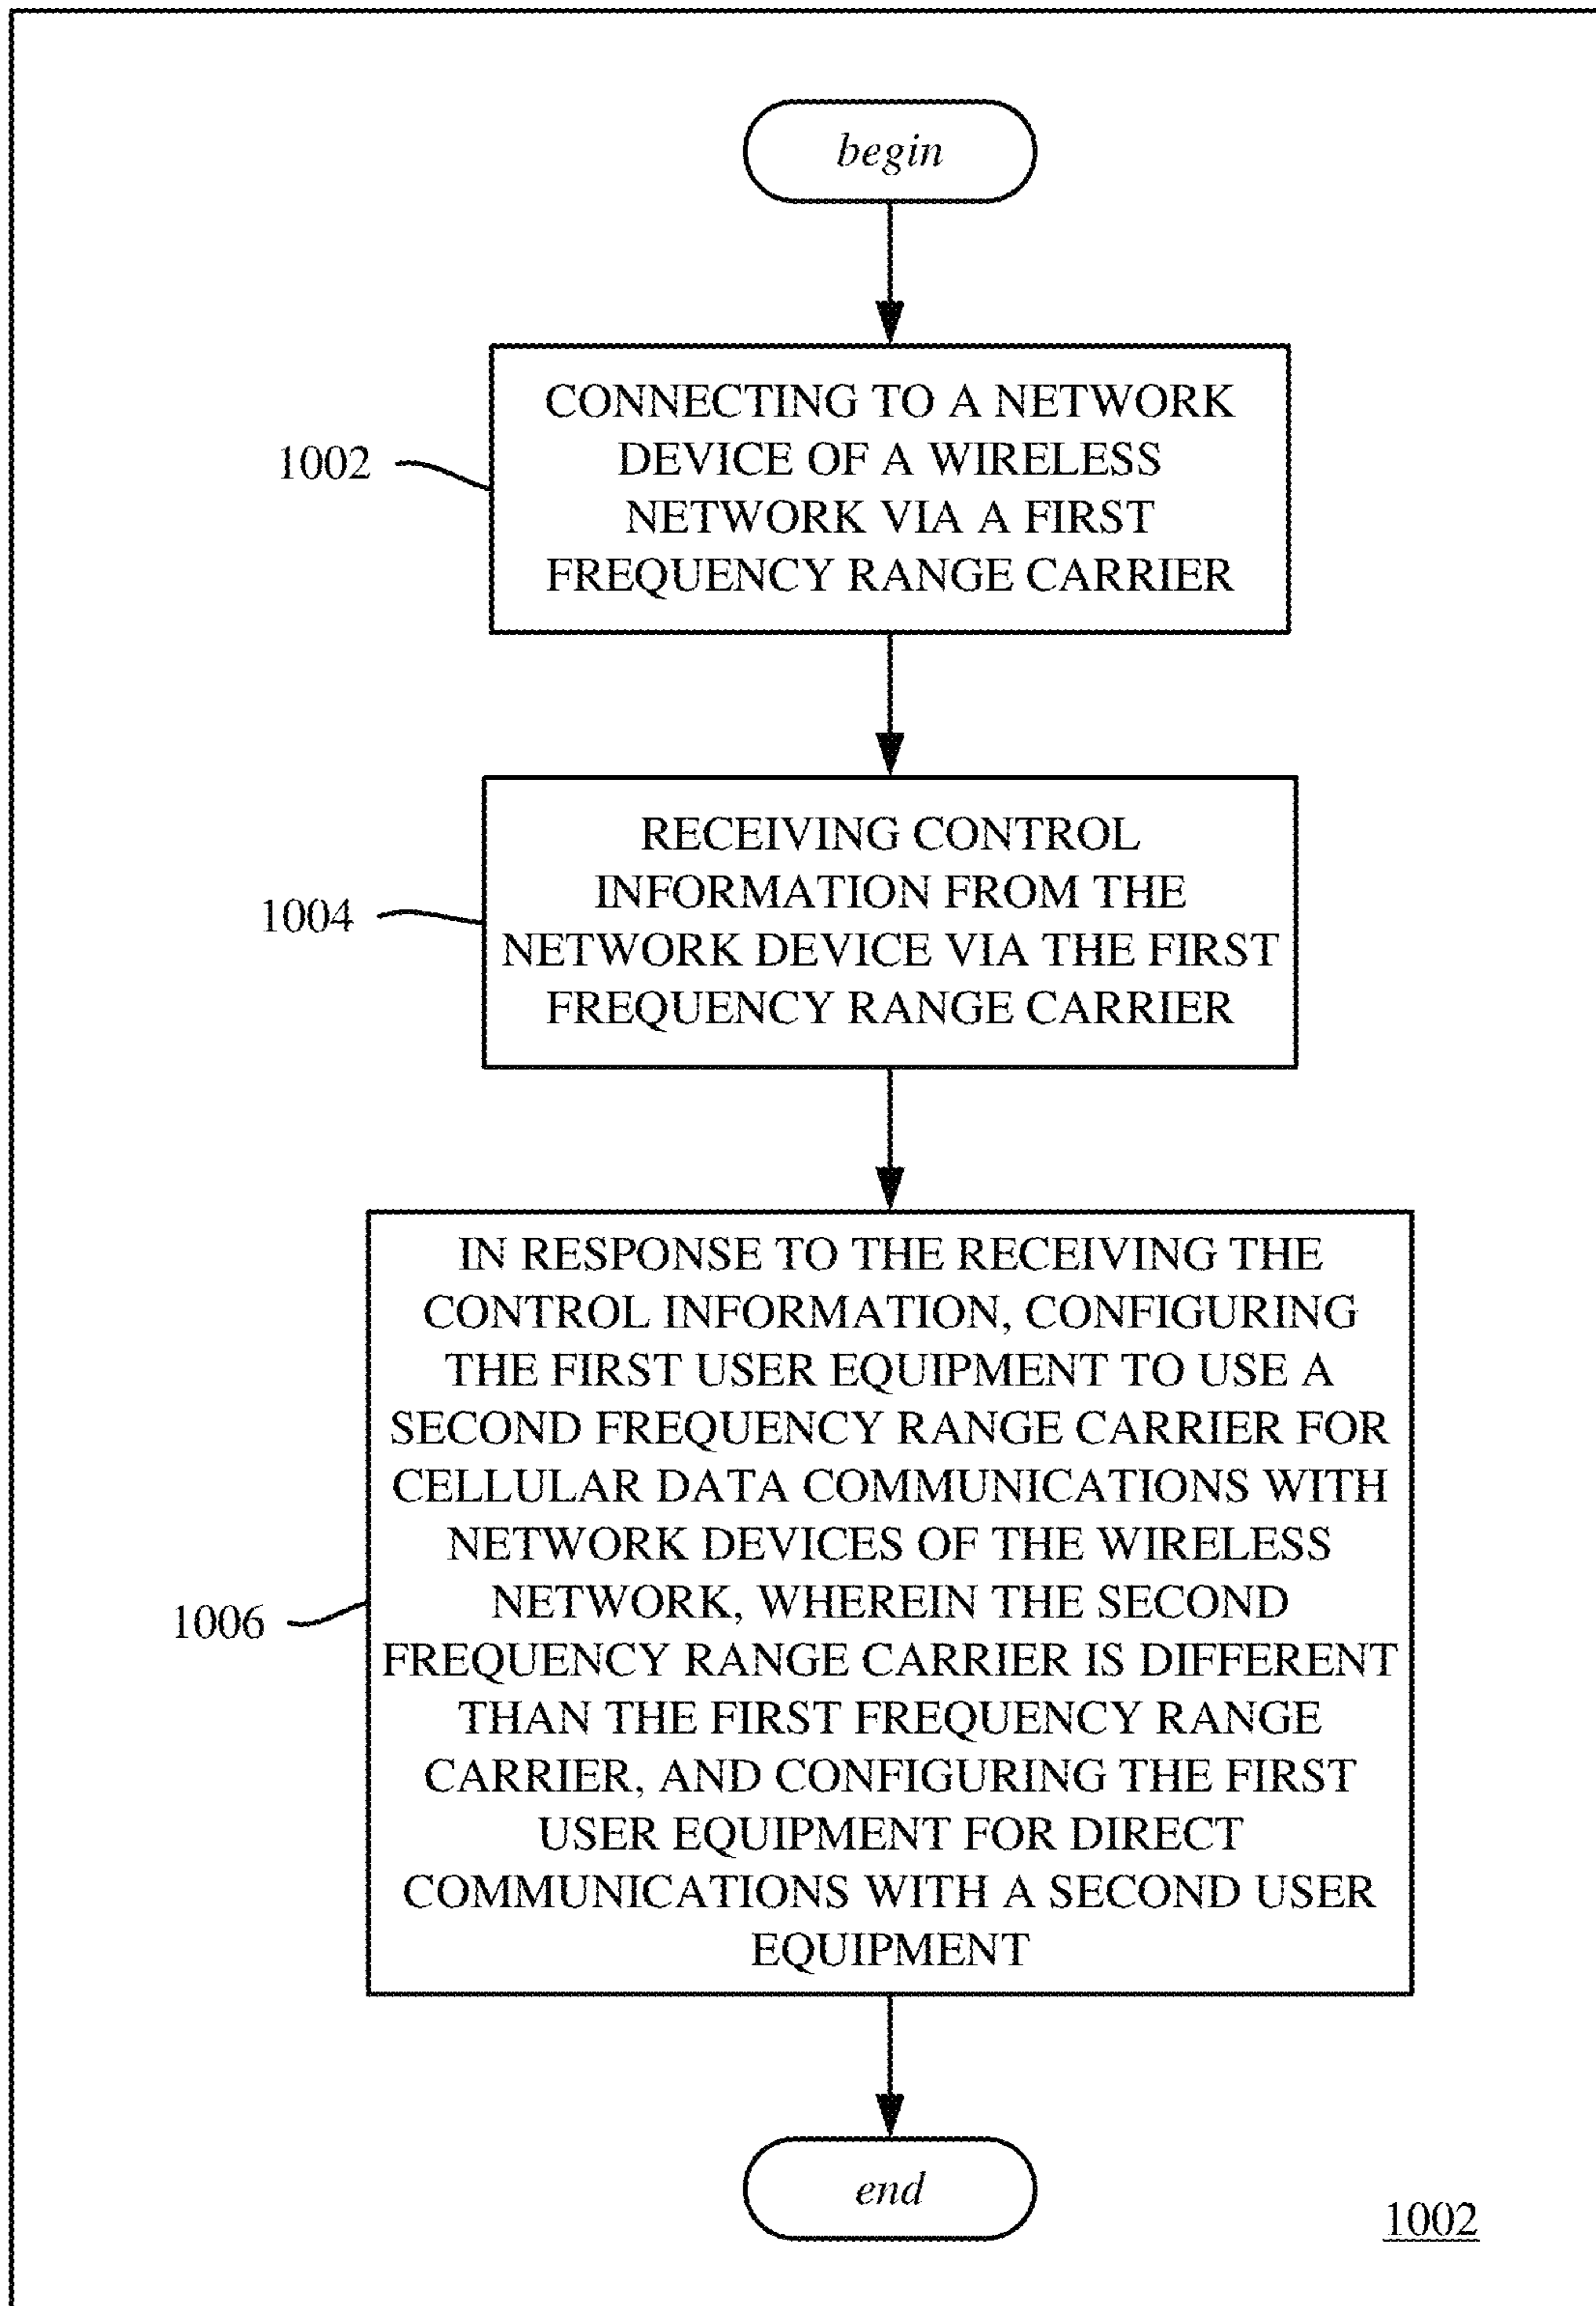 begin
CONNECTING TO A NETWORK
DEVICE OF A WIRELESS
NETWORK VIA A FIRST
FREQUENCY RANGE CARRIER
1002
RECEIVING CONTROL
INFORMATION FROM THE
NETWORK DEVICE VIA THE FIRST
FREQUENCY RANGE CARRIER
1004
IN RESPONSE TO THE RECEIVING THE
CONTROL INFORMATION, CONFIGURING
THE FIRST USER EQUIPMENT TO USE A
SECOND FREQUENCY RANGE CARRIER FOR
CELLULAR DATA COMMUNICATIONS WITH
NETWORK DEVICES OF THE WIRELESS
NETWORK, WHEREIN THE SECOND
FREQUENCY RANGE CARRIER IS DIFFERENT
THAN THE FIRST FREQUENCY RANGE
CARRIER, AND CONFIGURING THE FIRST
USER EQUIPMENT FOR DIRECT
COMMUNICATIONS WITH A SECOND USER
EQUIPMENT
1006
end
1002